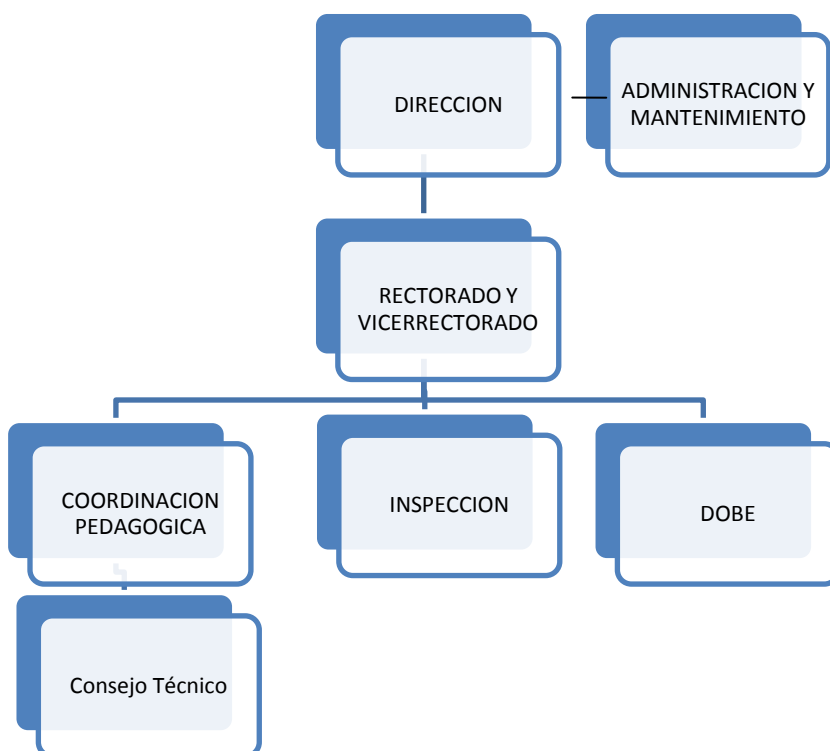 DIRECCION
ADMINISTRACION Y
MANTENIMIENTO
RECTORADO Y
VICERRECTORADO
COORDINACION
PEDAGOGICA
INSPECCION
DOBE
Consejo Técnico